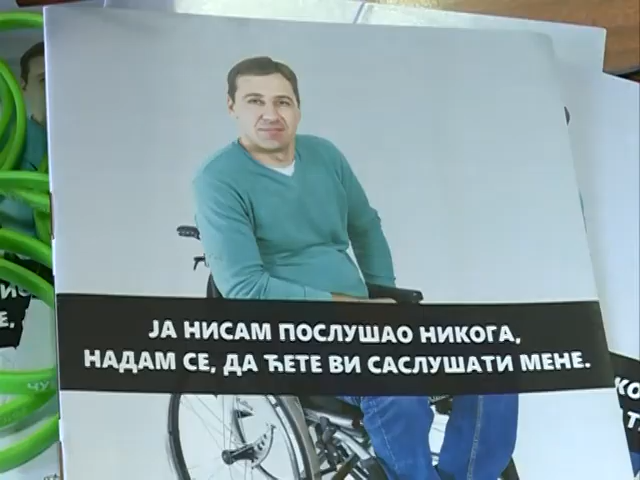 ЈА НИСАМ ПОСЛУШАО НИКОГА,
НАДАМ СЕ, ДА ЋЕТЕ ВИ САСЛУШАТИ МЕНЕ.